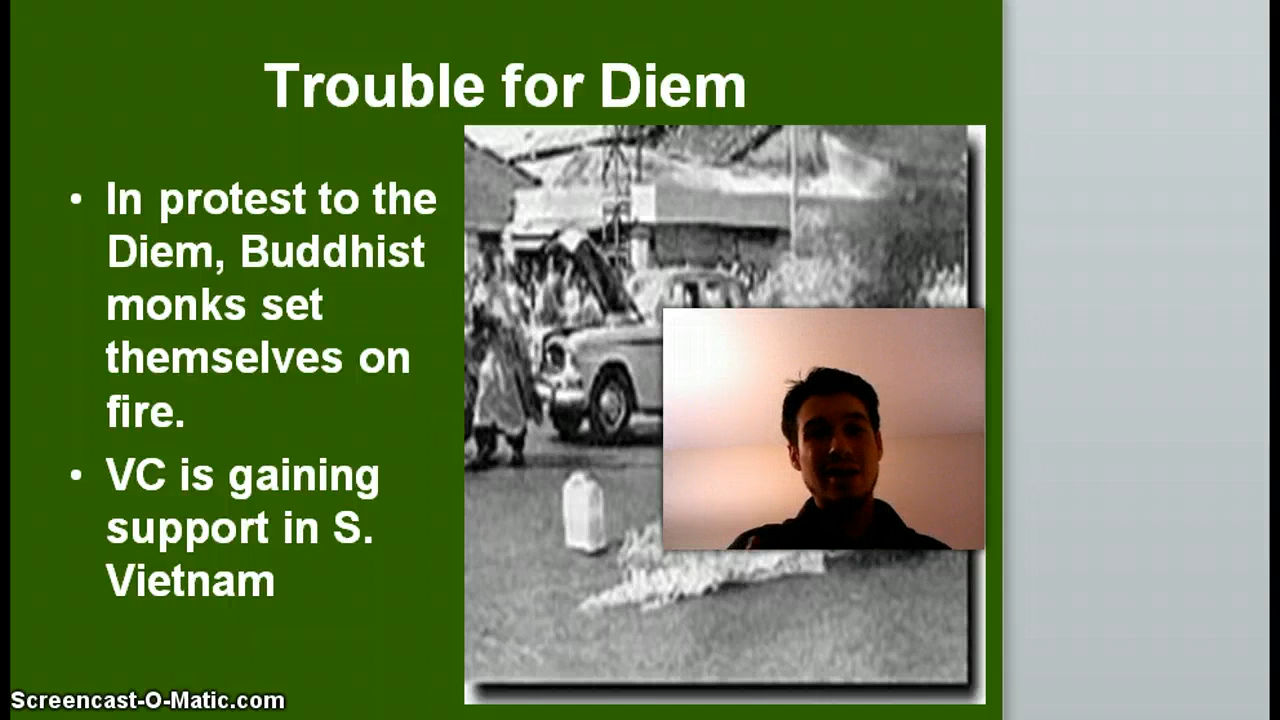 Trouble for Diem
• In protest to the
Diem, Buddhist
monks set
themselves on
fire.
• VC is gaining
support in S.
Vietnam
Screencast-O-Matic.com